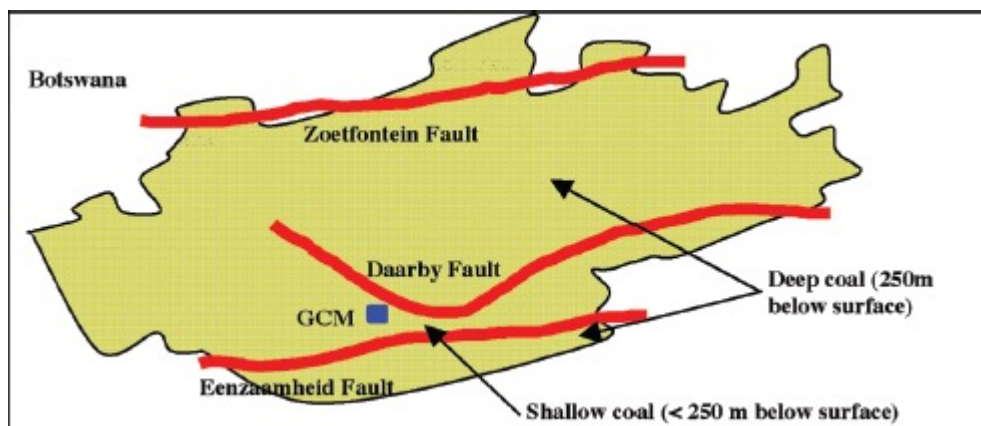 Botswana
Zoetfontein Fault
Daarby Fault
GCM
Deep coal (250m
below surface)
Eenzaamheid Fault
Shallow coal (< 250 m below surface)